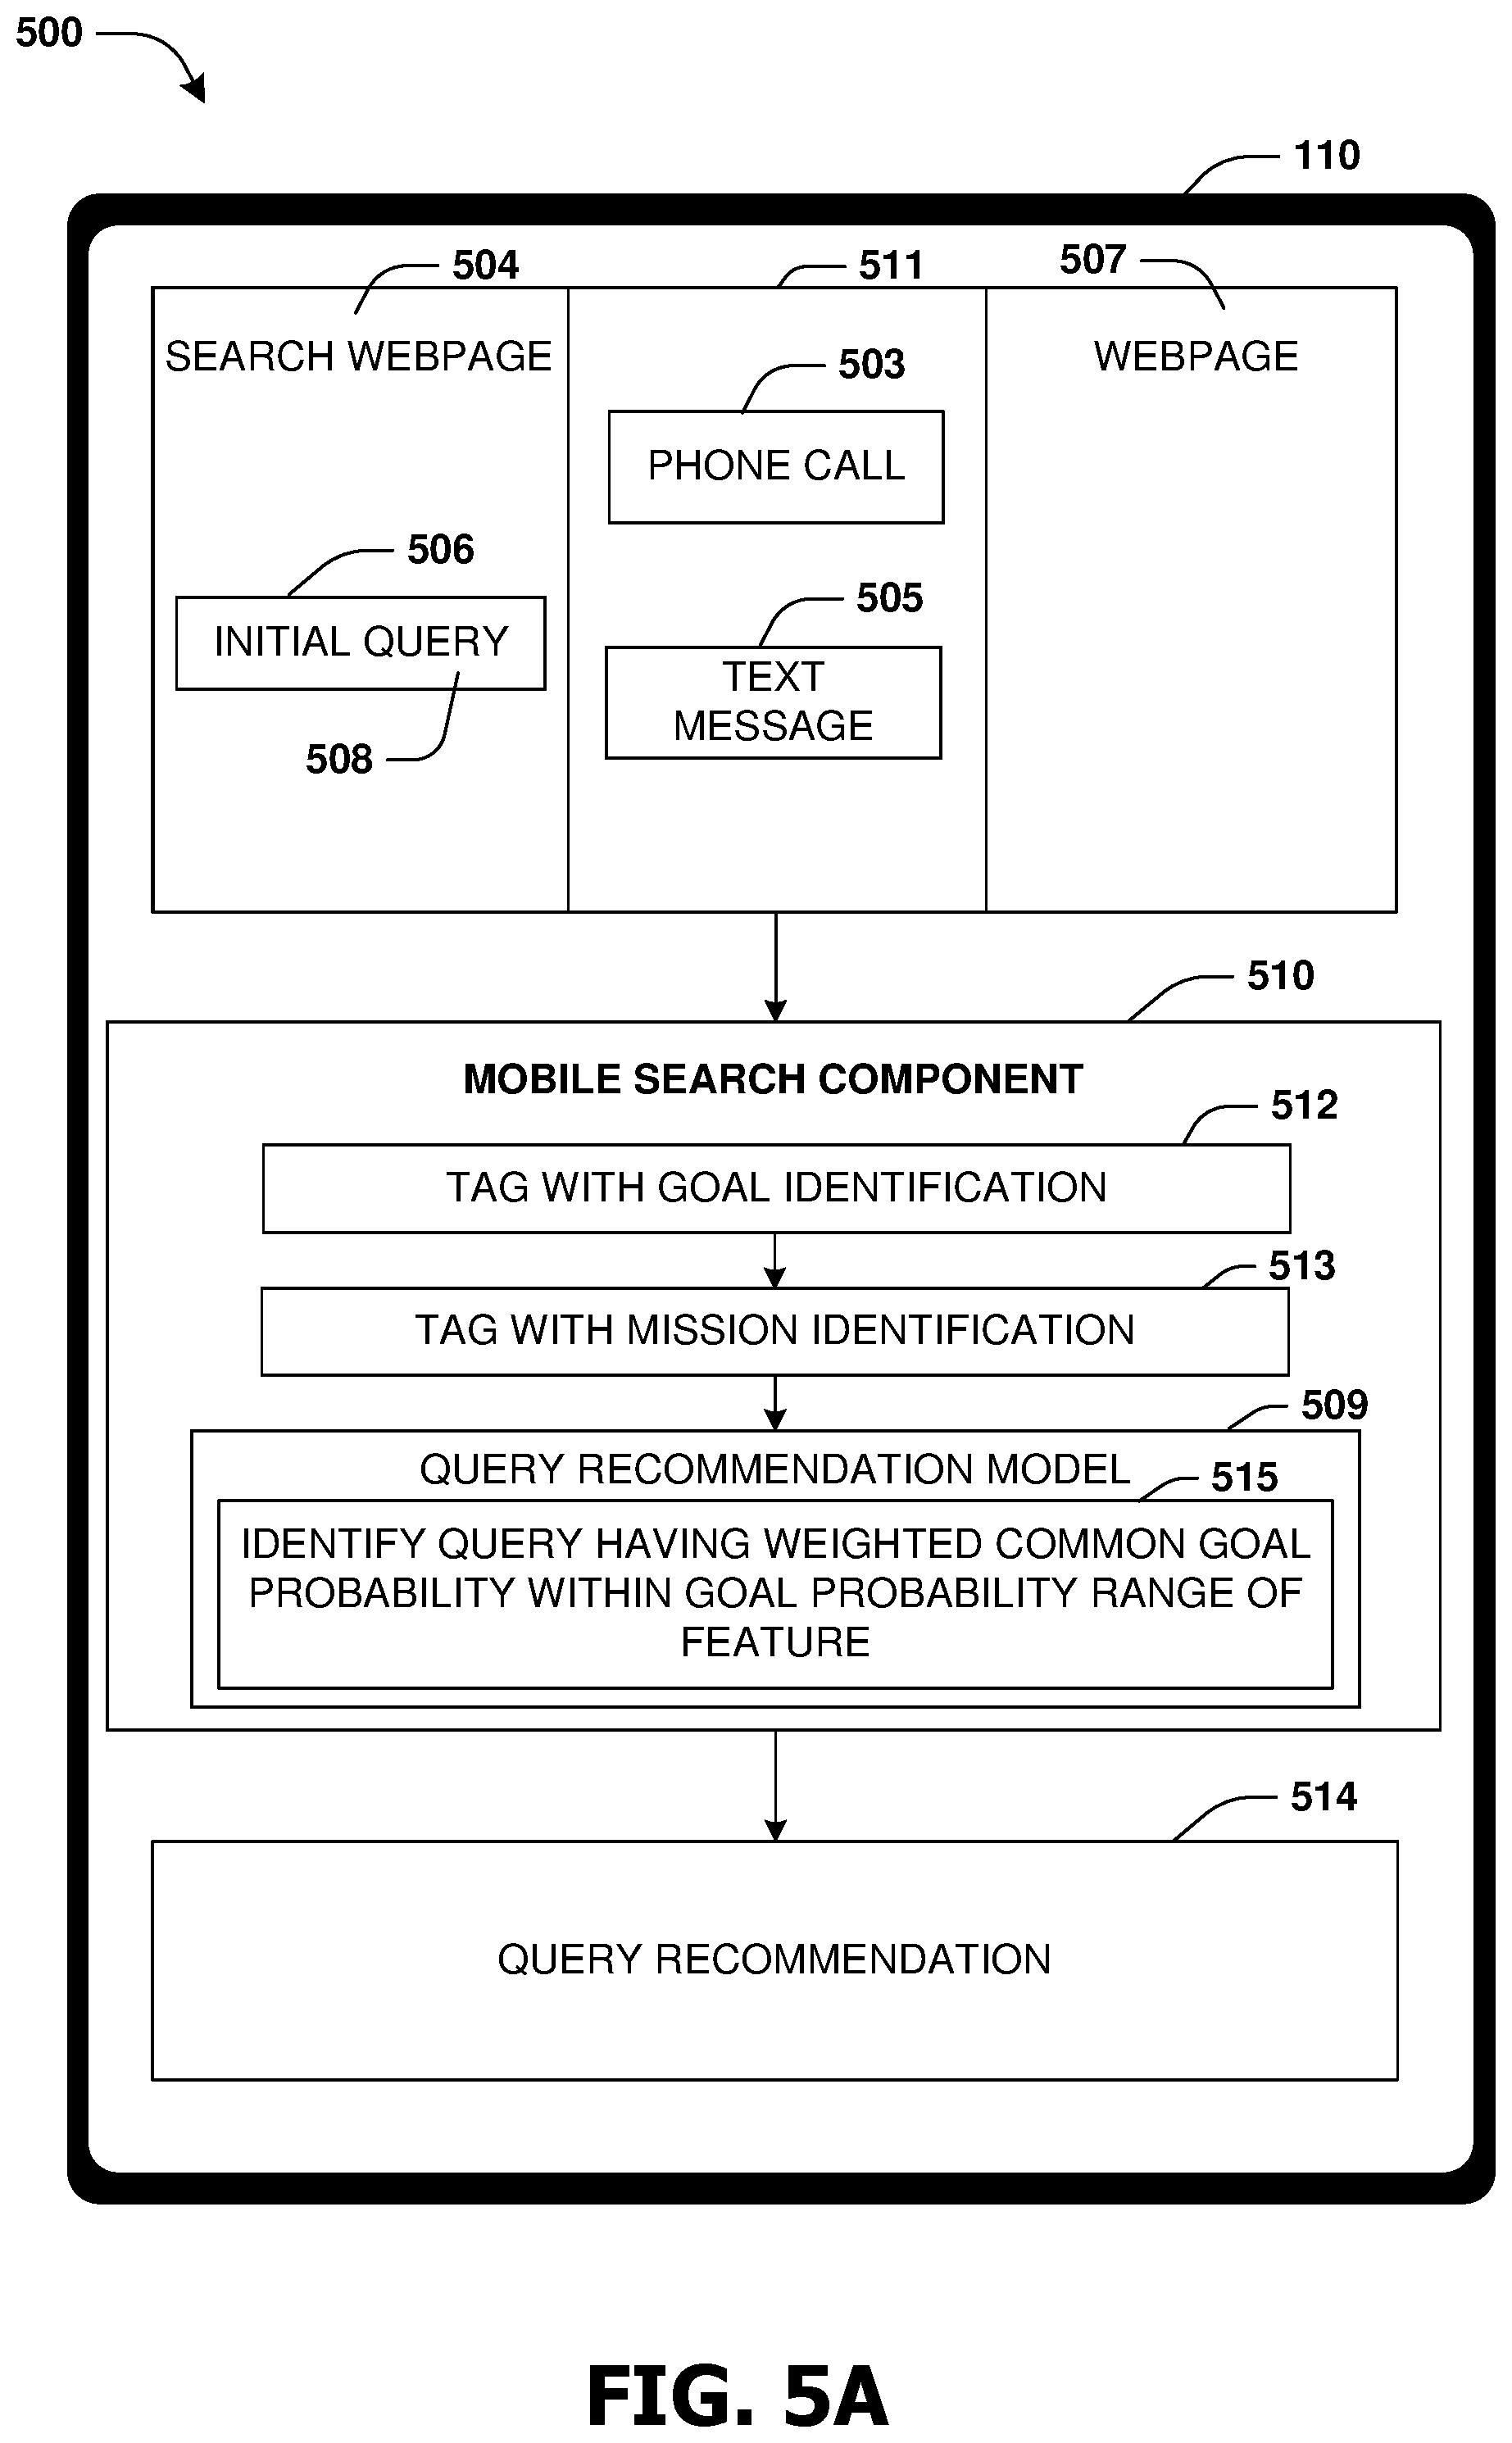 500
110
504
511
507
SEARCH WEBPAGE
WEBPAGE
503
PHONE CALL
506
INITIAL QUERY
508
505
TEXT
MESSAGE
510
MOBILE SEARCH COMPONENT
512
TAG WITH GOAL IDENTIFICATION
513
TAG WITH MISSION IDENTIFICATION
509
QUERY RECOMMENDATION MODEL
515
IDENTIFY QUERY HAVING WEIGHTED COMMON GOAL
PROBABILITY WITHIN GOAL PROBABILITY RANGE OF
FEATURE
514
QUERY RECOMMENDATION
FIG. 5A